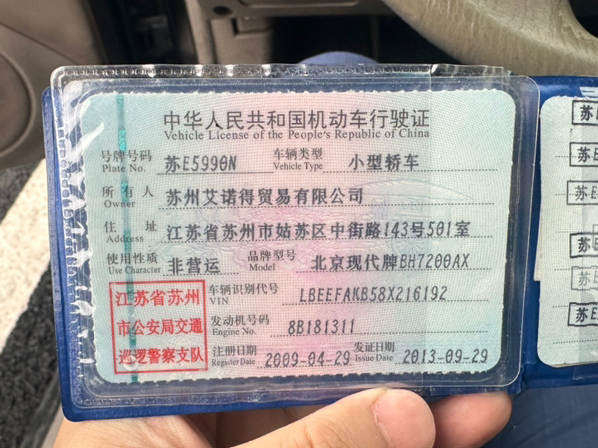 中华人民共和国机动车行驶证
Vehicle License of the People's Republic of China
号牌号码 苏E5990N 车辆类型 小型轿车
Plate No. Vehicle Type
所有人 苏州艾诺得贸易有限公司
Owner
住址 江苏省苏州市姑苏区中街路143号501室
Address
使用性质 非营运 品牌型号 北京现代牌BH7200AX
Use Character Model
江苏省苏州 车辆识别代号 LBEEFAKB58X216192
VIN
市公安局交通 发动机号码 8B181311
Engine No.
巡逻警察支队 注册日期 2009-04-29 发证日期 2013-09-29
Register Date Issue Date